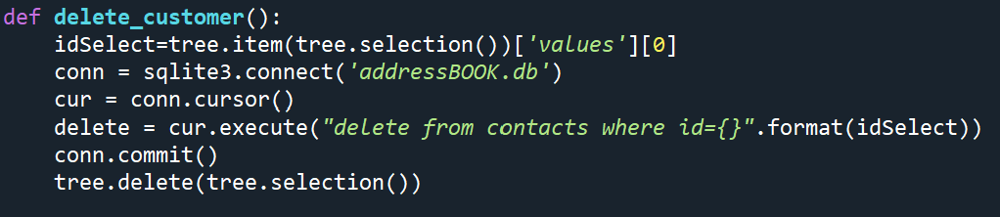 def delete_customer():
    idSelect=tree.item(tree.selection())['values'][0]
    conn = sqlite3.connect('addressBOOK.db')
    cur = conn.cursor()
    delete = cur.execute("delete from contacts where id={}".format(idSelect))
    conn.commit()
    tree.delete(tree.selection())